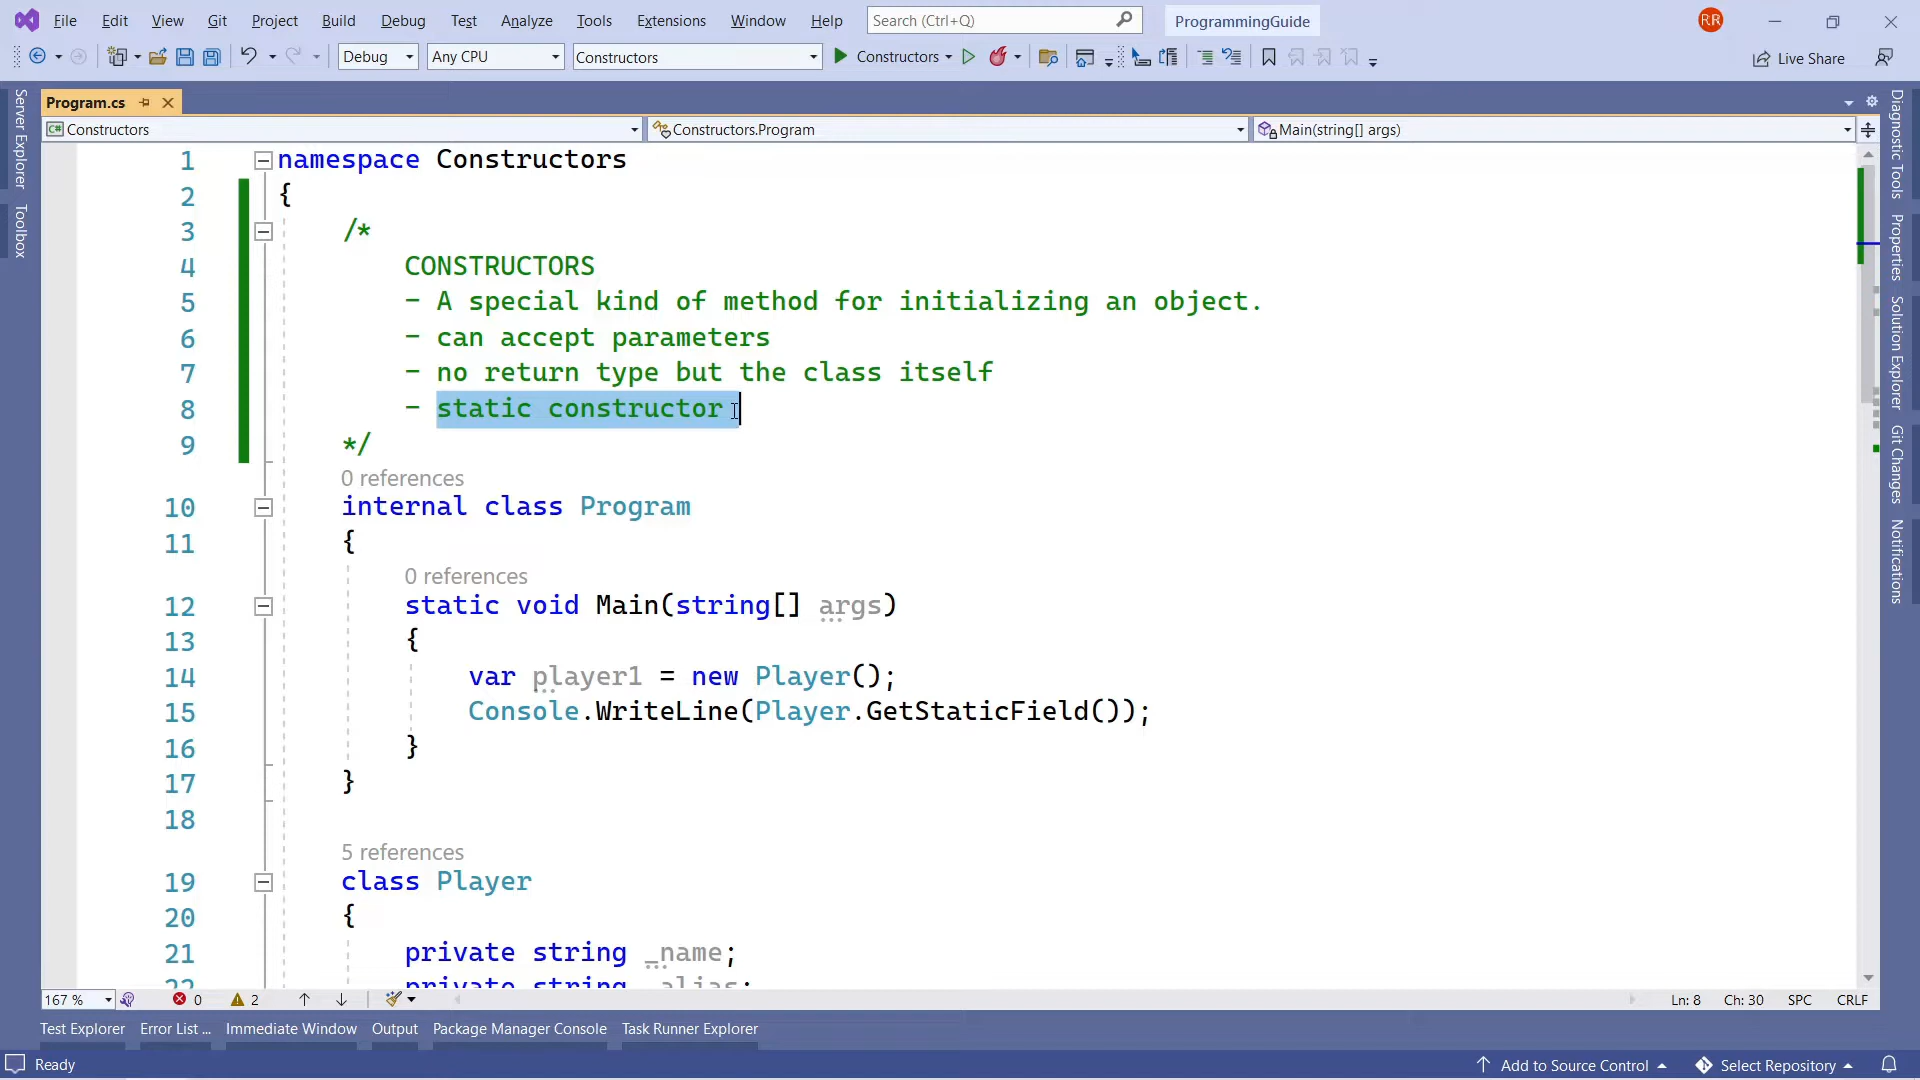 File Edit View Git Project Build Debug Test Analyze Tools Extensions Window Help Search (Ctrl+Q) ProgrammingGuide RR
Debug Any CPU Constructors Constructors Live Share
Server Explorer
Toolbox
Program.cs
C# Constructors Constructors.Program Main(string[] args)
1 namespace Constructors
2 {
3 /*
4 CONSTRUCTORS
5 - A special kind of method for initializing an object.
6 - can accept parameters
7 - no return type but the class itself
8 - static constructor
9 */
0 references
10 internal class Program
11 {
0 references
12 static void Main(string[] args)
13 {
14 var player1 = new Player();
15 Console.WriteLine(Player.GetStaticField());
16 }
17 }
18
5 references
19 class Player
20 {
21 private string _name;
22 private string _alias;
Diagnostic Tools
Properties
Solution Explorer
Git Changes
Notifications
167 % 0 2 Ln: 8 Ch: 30 SPC CRLF
Test Explorer Error List ... Immediate Window Output Package Manager Console Task Runner Explorer
Ready Add to Source Control Select Repository